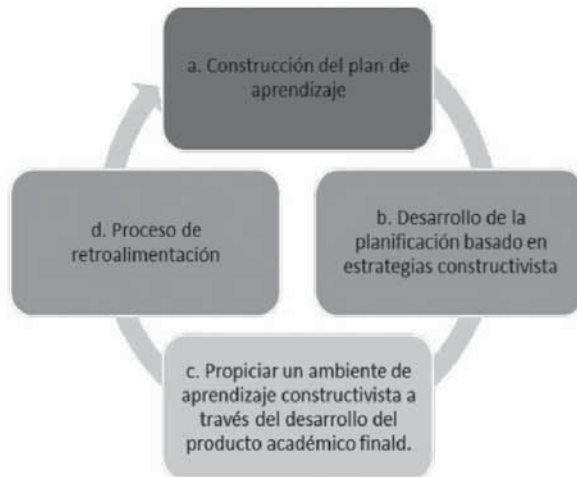 a. Construcción del plan de
aprendizaje
b. Desarrollo de la
planificación basado en
estrategias constructivista
c. Propiciar un ambiente de
aprendizaje constructivista a
través del desarrollo del
producto académico finald.
d. Proceso de
retroalimentación